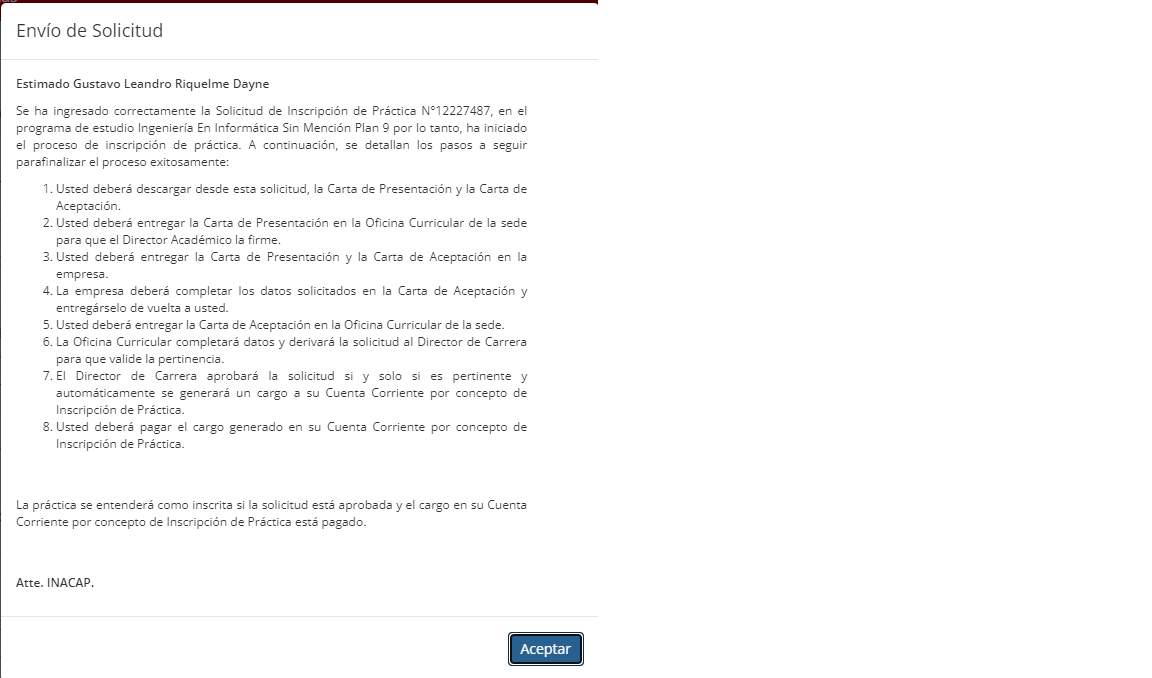 Envío de Solicitud
Estimado Gustavo Leandro Riquelme Dayne
Se ha ingresado correctamente la Solicitud de Inscripción de Práctica N°12227487, en el
programa de estudio Ingeniería En Informática Sin Mención Plan 9 por lo tanto, ha iniciado
el proceso de inscripción de práctica. A continuación, se detallan los pasos a seguir
parafinalizar el proceso exitosamente:
1. Usted deberá descargar desde esta solicitud, la Carta de Presentación y la Carta de
Aceptación.
2. Usted deberá entregar la Carta de Presentación en la Oficina Curricular de la sede
para que el Director Académico la firme.
3. Usted deberá entregar la Carta de Presentación y la Carta de Aceptación en la
empresa.
4. La empresa deberá completar los datos solicitados en la Carta de Aceptación y
entregárselo de vuelta a usted.
5. Usted deberá entregar la Carta de Aceptación en la Oficina Curricular de la sede.
6. La Oficina Curricular completará datos y derivará la solicitud al Director de Carrera
para que valide la pertinencia.
7. El Director de Carrera aprobará la solicitud si y solo si es pertinente y
automáticamente se generará un cargo a su Cuenta Corriente por concepto de
Inscripción de Práctica.
8. Usted deberá pagar el cargo generado en su Cuenta Corriente por concepto de
Inscripción de Práctica.
La práctica se entenderá como inscrita si la solicitud está aprobada y el cargo en su Cuenta
Corriente por concepto de Inscripción de Práctica está pagado.
Atte. INACAP.
Aceptar